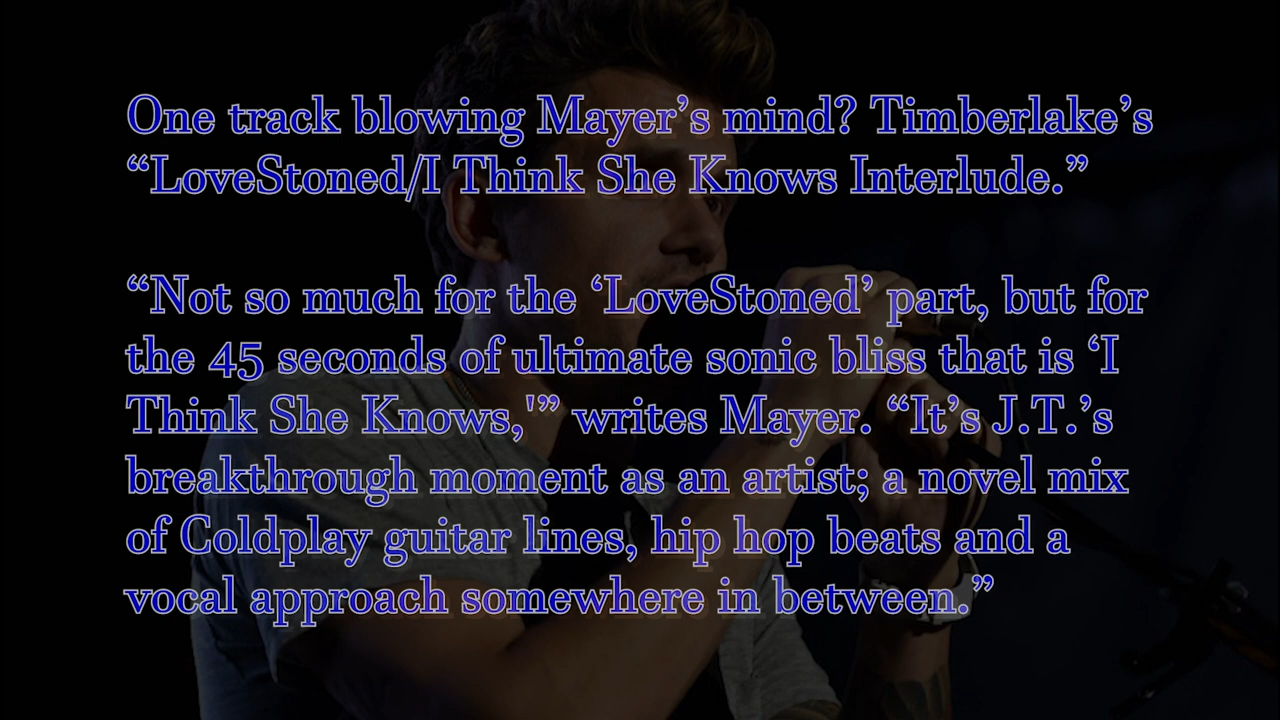 One track blowing Mayer’s mind? Timberlake’s
“LoveStoned/I Think She Knows Interlude.”
“Not so much for the ‘LoveStoned’ part, but for
the 45 seconds of ultimate sonic bliss that is ‘I
Think She Knows,'” writes Mayer. “It’s J.T.’s
breakthrough moment as an artist; a novel mix
of Coldplay guitar lines, hip hop beats and a
vocal approach somewhere in between.”